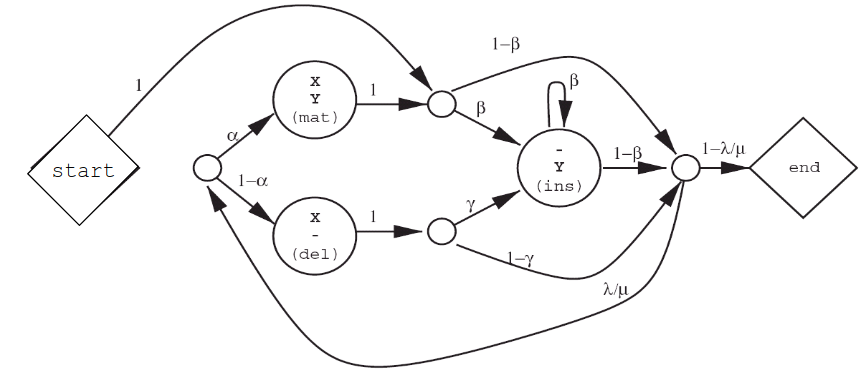 1
start
X
Y
(mat)
1
1–β
β
β
-
Y
(ins)
1–β
1–λ/μ
end
α
1–α
X
-
(del)
1
γ
1–γ
λ/μ